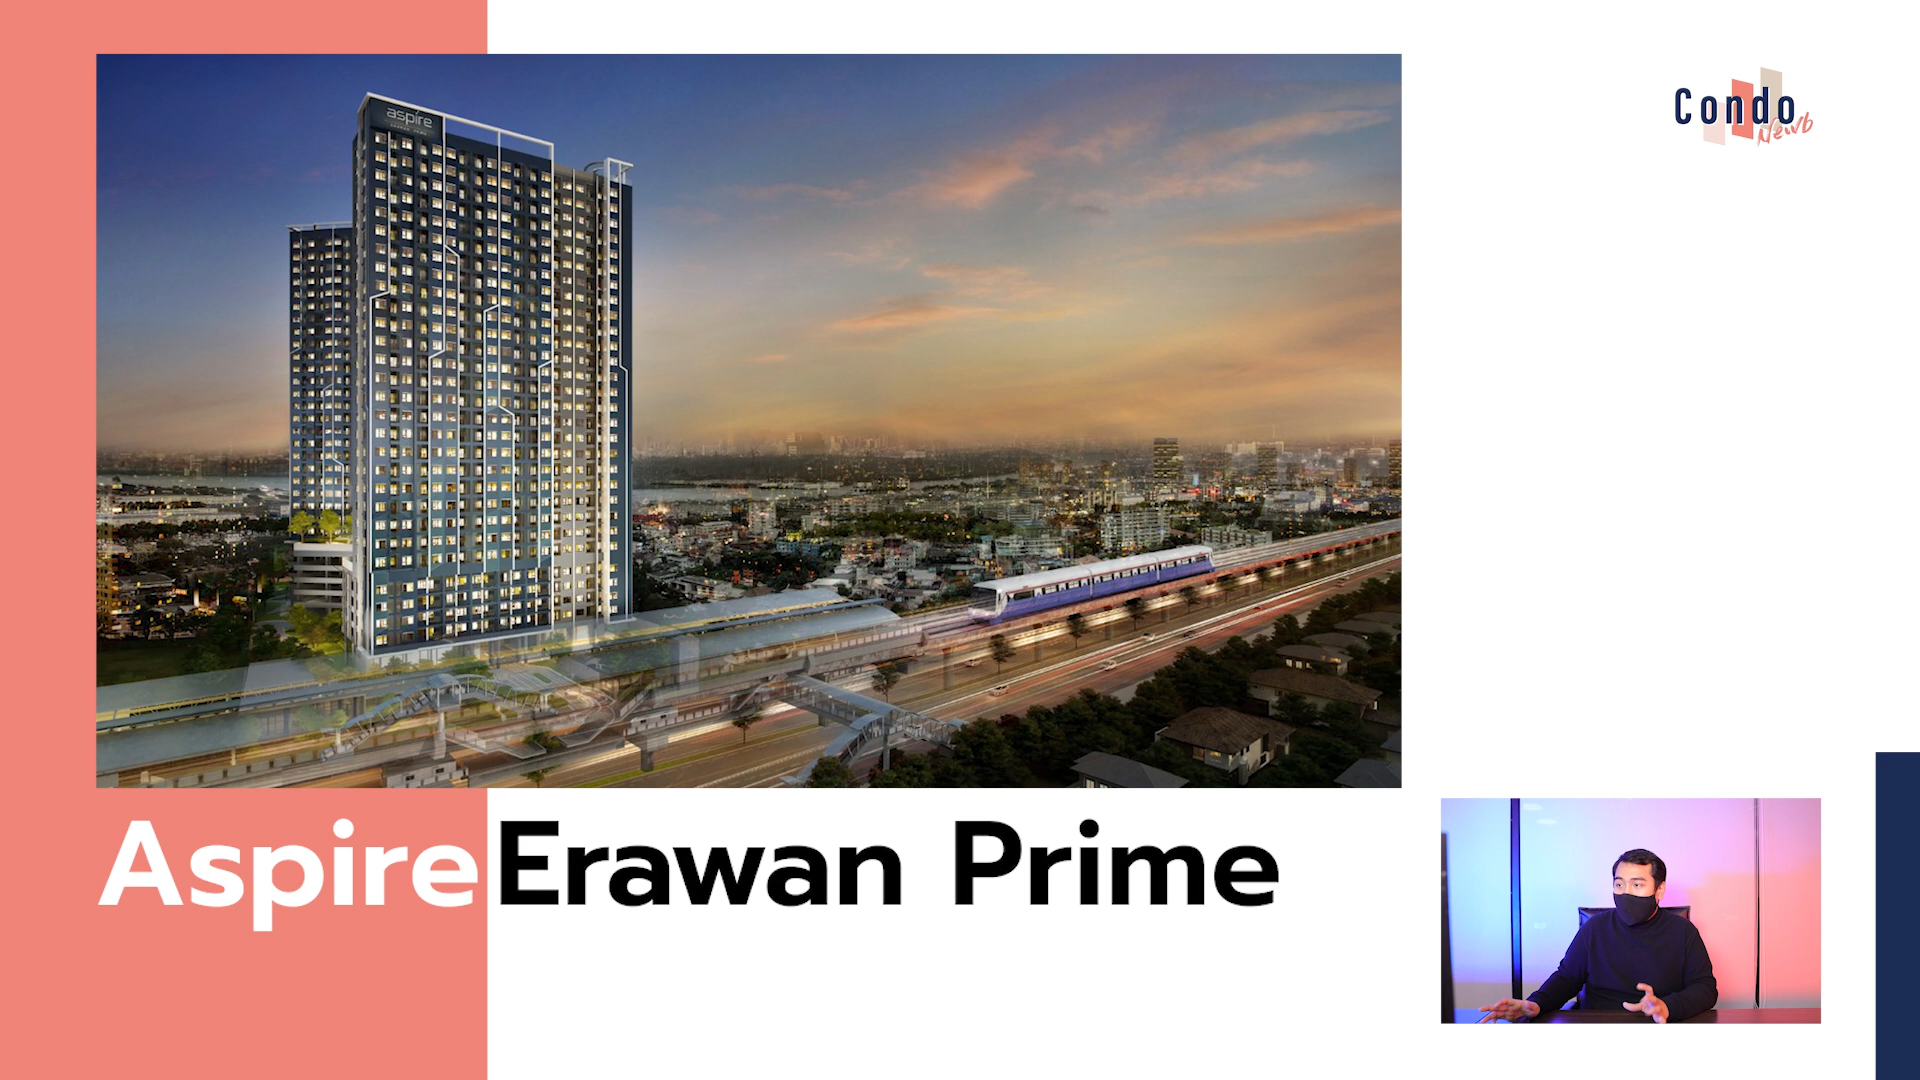 Condo
Newb
aspire
Aspire Erawan Prime